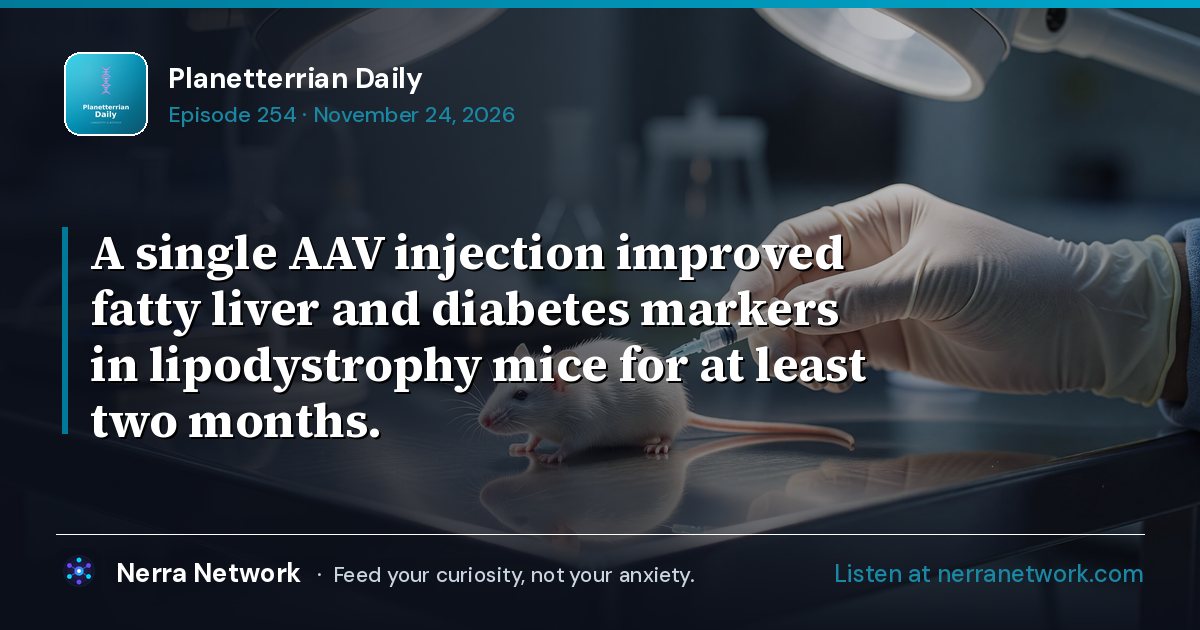 Planetterrian
Daily
Planetterrian Daily
Episode 254 · November 24, 2026
A single AAV injection improved
fatty liver and diabetes markers
in lipodystrophy mice for at least
two months.
Nerra Network · Feed your curiosity, not your anxiety.
Listen at nerranetwork.com